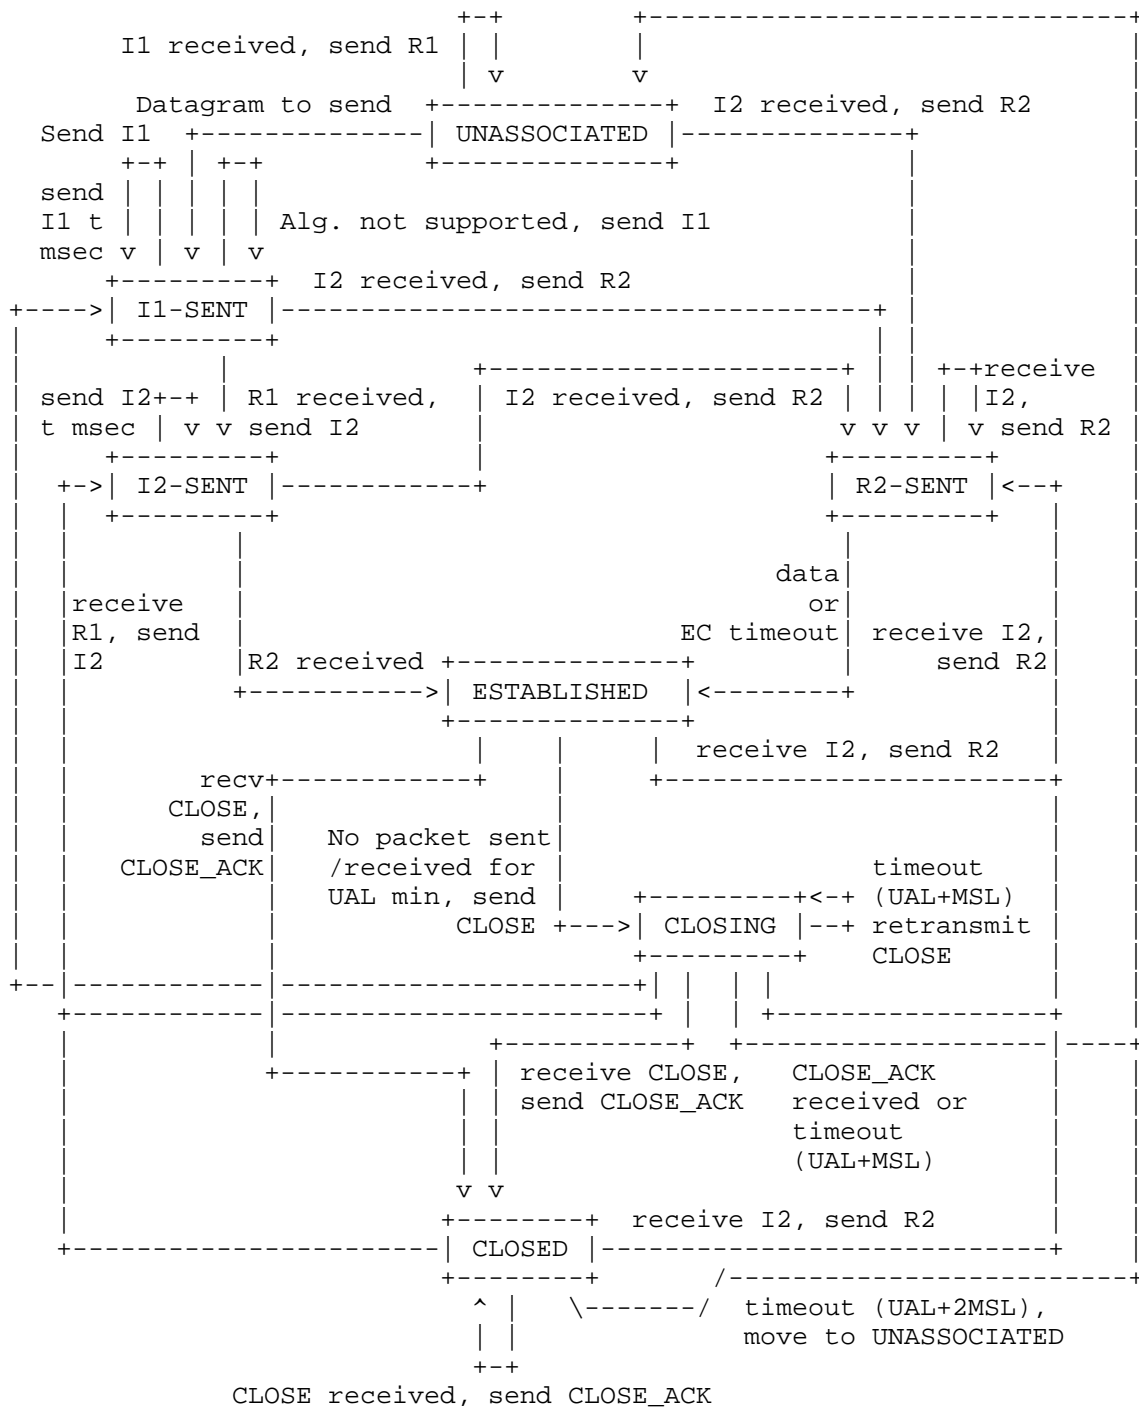 I1 received, send R1
Datagram to send I2 received, send R2
Send I1 UNASSOCIATED
send
I1 t Alg. not supported, send I1
msec
I2 received, send R2
I1-SENT
receive
send I2 R1 received, I2 received, send R2 I2,
t msec send I2 send R2
I2-SENT R2-SENT
data
receive or
R1, send EC timeout receive I2,
I2 R2 received send R2
ESTABLISHED
receive I2, send R2
recv
CLOSE,
send No packet sent
CLOSE_ACK /received for timeout
UAL min, send (UAL+MSL)
CLOSE CLOSING retransmit
CLOSE
receive CLOSE, CLOSE_ACK
send CLOSE_ACK received or
timeout
(UAL+MSL)
receive I2, send R2
CLOSED
timeout (UAL+2MSL),
move to UNASSOCIATED
CLOSE received, send CLOSE_ACK